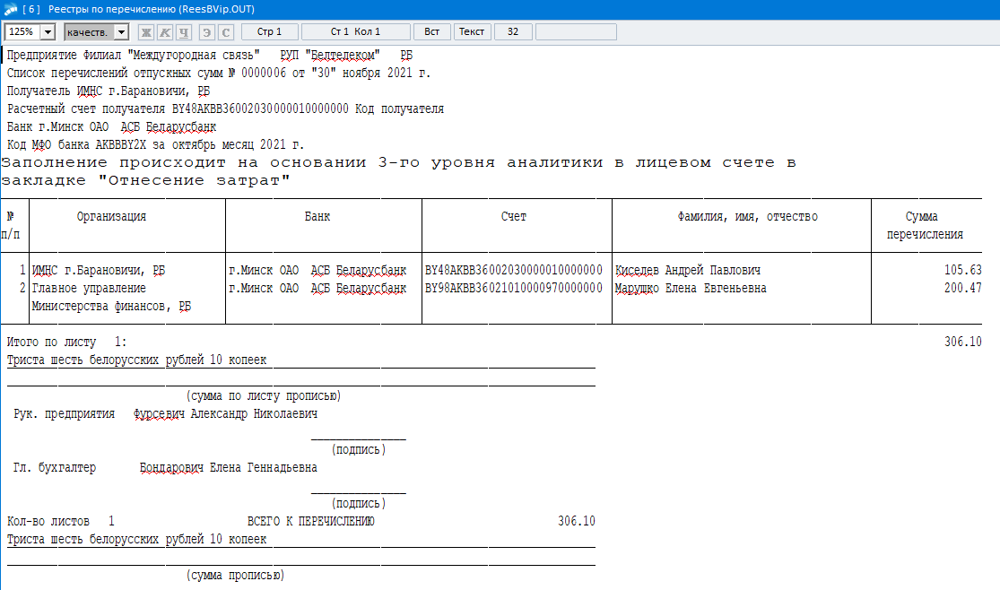 [ 6 ] Реестры по перечислению (ReesBVip.OUT)
125% качеств. Ж К Ч Э С Стр 1 Ст 1 Кол 1 Вст Текст 32
Предприятие Филиал "Междугородная связь" РУП "Белтелеком" РБ
Список перечислений отпускных сумм № 0000006 от "30" ноября 2021 г.
Получатель ИМНС г.Барановичи, РБ
Расчетный счет получателя BY48AKBB36002030000010000000 Код получателя
Банк г.Минск ОАО АСБ Беларусбанк
Код МФО банка AKBBBY2X за октябрь месяц 2021 г.
Заполнение происходит на основании 3-го уровня аналитики в лицевом счете в
закладке "Отнесение затрат"
№ Организация Банк Счет Фамилия, имя, отчество Сумма
п/п перечисления
1 ИМНС г.Барановичи, РБ г.Минск ОАО АСБ Беларусбанк BY48AKBB36002030000010000000 Киселев Андрей Павлович 105.63
2 Главное управление г.Минск ОАО АСБ Беларусбанк BY98AKBB36021010000970000000 Марушко Елена Евгеньевна 200.47
Министерства финансов, РБ
Итого по листу 1: 306.10
Триста шесть белорусских рублей 10 копеек
(сумма по листу прописью)
Рук. предприятия Фурсевич Александр Николаевич
(подпись)
Гл. бухгалтер Бондарович Елена Геннадьевна
(подпись)
Кол-во листов 1 ВСЕГО К ПЕРЕЧИСЛЕНИЮ 306.10
Триста шесть белорусских рублей 10 копеек
(сумма прописью)